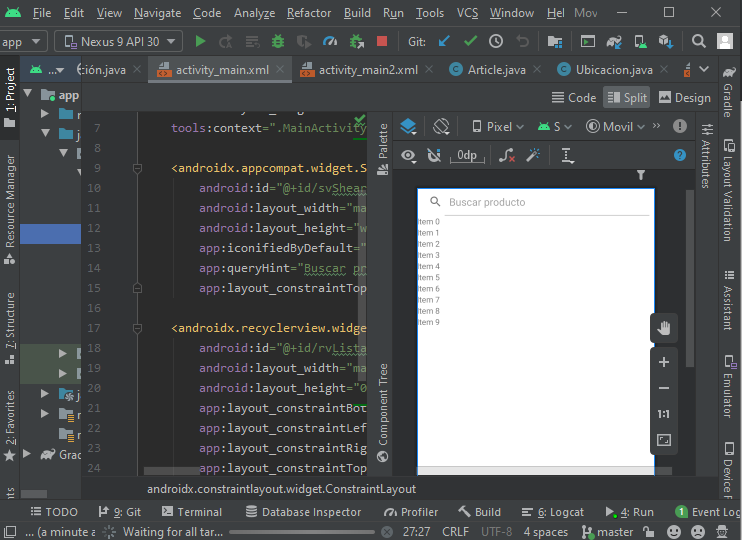 File Edit View Navigate Code Analyze Refactor Build Run Tools VCS Window Hel Mov
app Nexus 9 API 30 Git:
ción.java activity_main.xml activity_main2.xml Article.java Ubicacion.java
Code Split Design
1: Project
Resource Manager
7: Structure
2: Favorites
app
Grad
7 tools:context=".MainActivity
9 <androidx.appcompat.widget.S
10 android:id="@+id/svShear
11 android:layout_width="ma
12 android:layout_height="w
13 app:iconifiedByDefault="
14 app:queryHint="Buscar pr
15 app:layout_constraintTop
16
17 <androidx.recyclerview.widge
18 android:id="@+id/rvLista
19 android:layout_width="ma
20 android:layout_height="0
21 app:layout_constraintBot
22 app:layout_constraintLef
23 app:layout_constraintRig
24 app:layout_constraintTop
Palette
Component Tree
Pixel S Movil
0dp
Buscar producto
Item 0
Item 1
Item 2
Item 3
Item 4
Item 5
Item 6
Item 7
Item 8
Item 9
1:1
Attributes
Gradle
Layout Validation
Assistant
Emulator
Device F
androidx.constraintlayout.widget.ConstraintLayout
TODO 9: Git Terminal Database Inspector Profiler Build 6: Logcat 4: Run 1 Event Log
... (a minute a Waiting for all tar... 27:27 CRLF UTF-8 4 spaces master